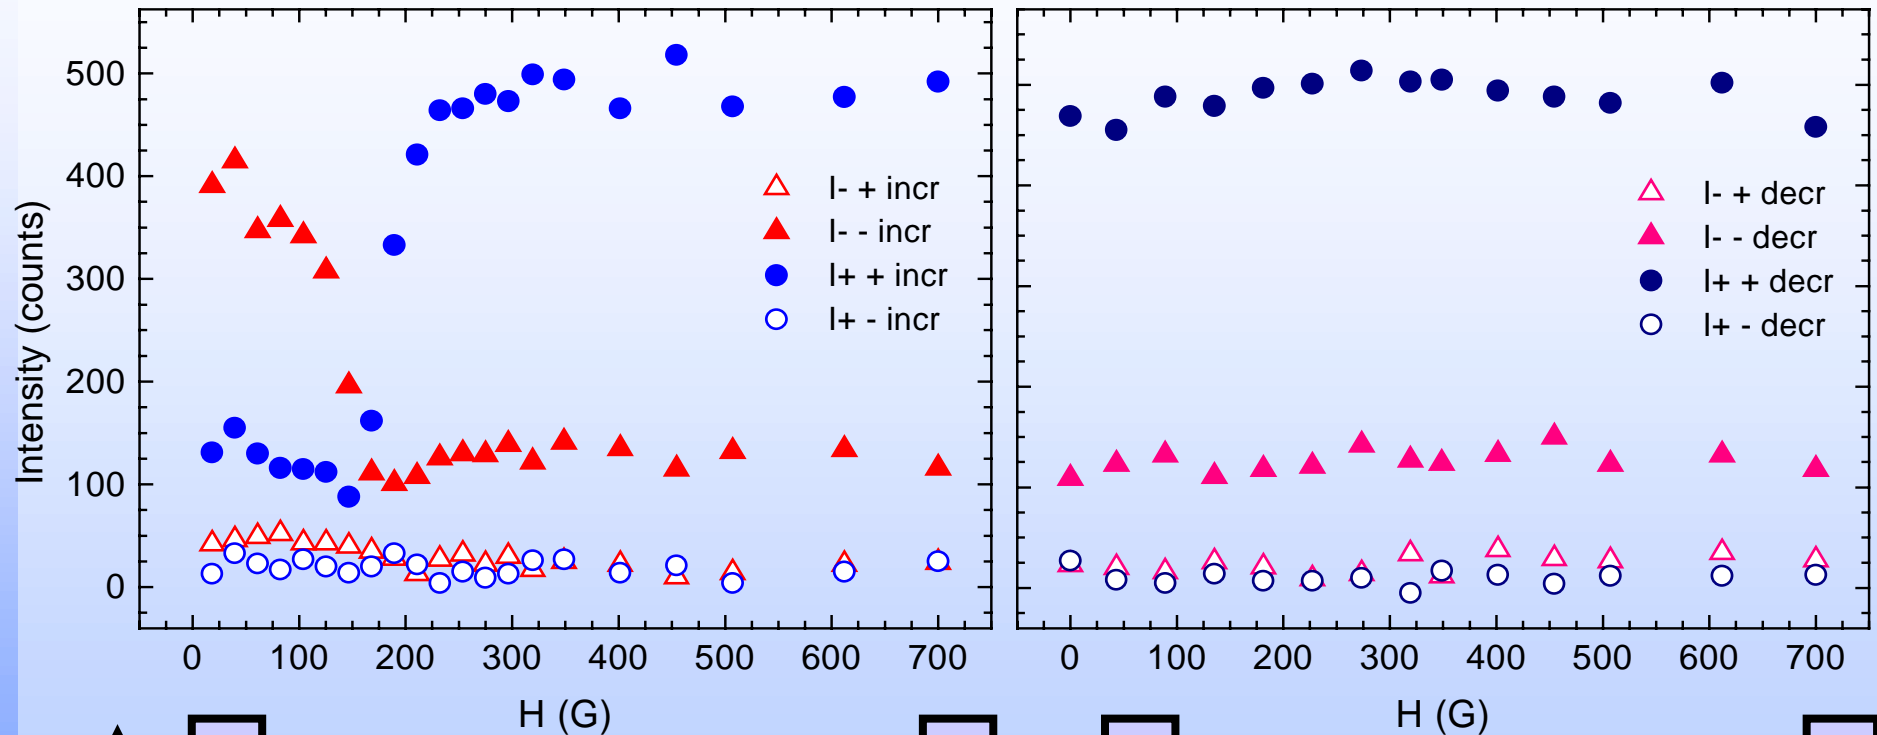 Intensity (counts)
500
400
300
200
100
0
I- + incr
I- - incr
I+ + incr
I+ - incr
0 100 200 300 400 500 600 700
H (G)
I- + decr
I- - decr
I+ + decr
I+ - decr
0 100 200 300 400 500 600 700
H (G)